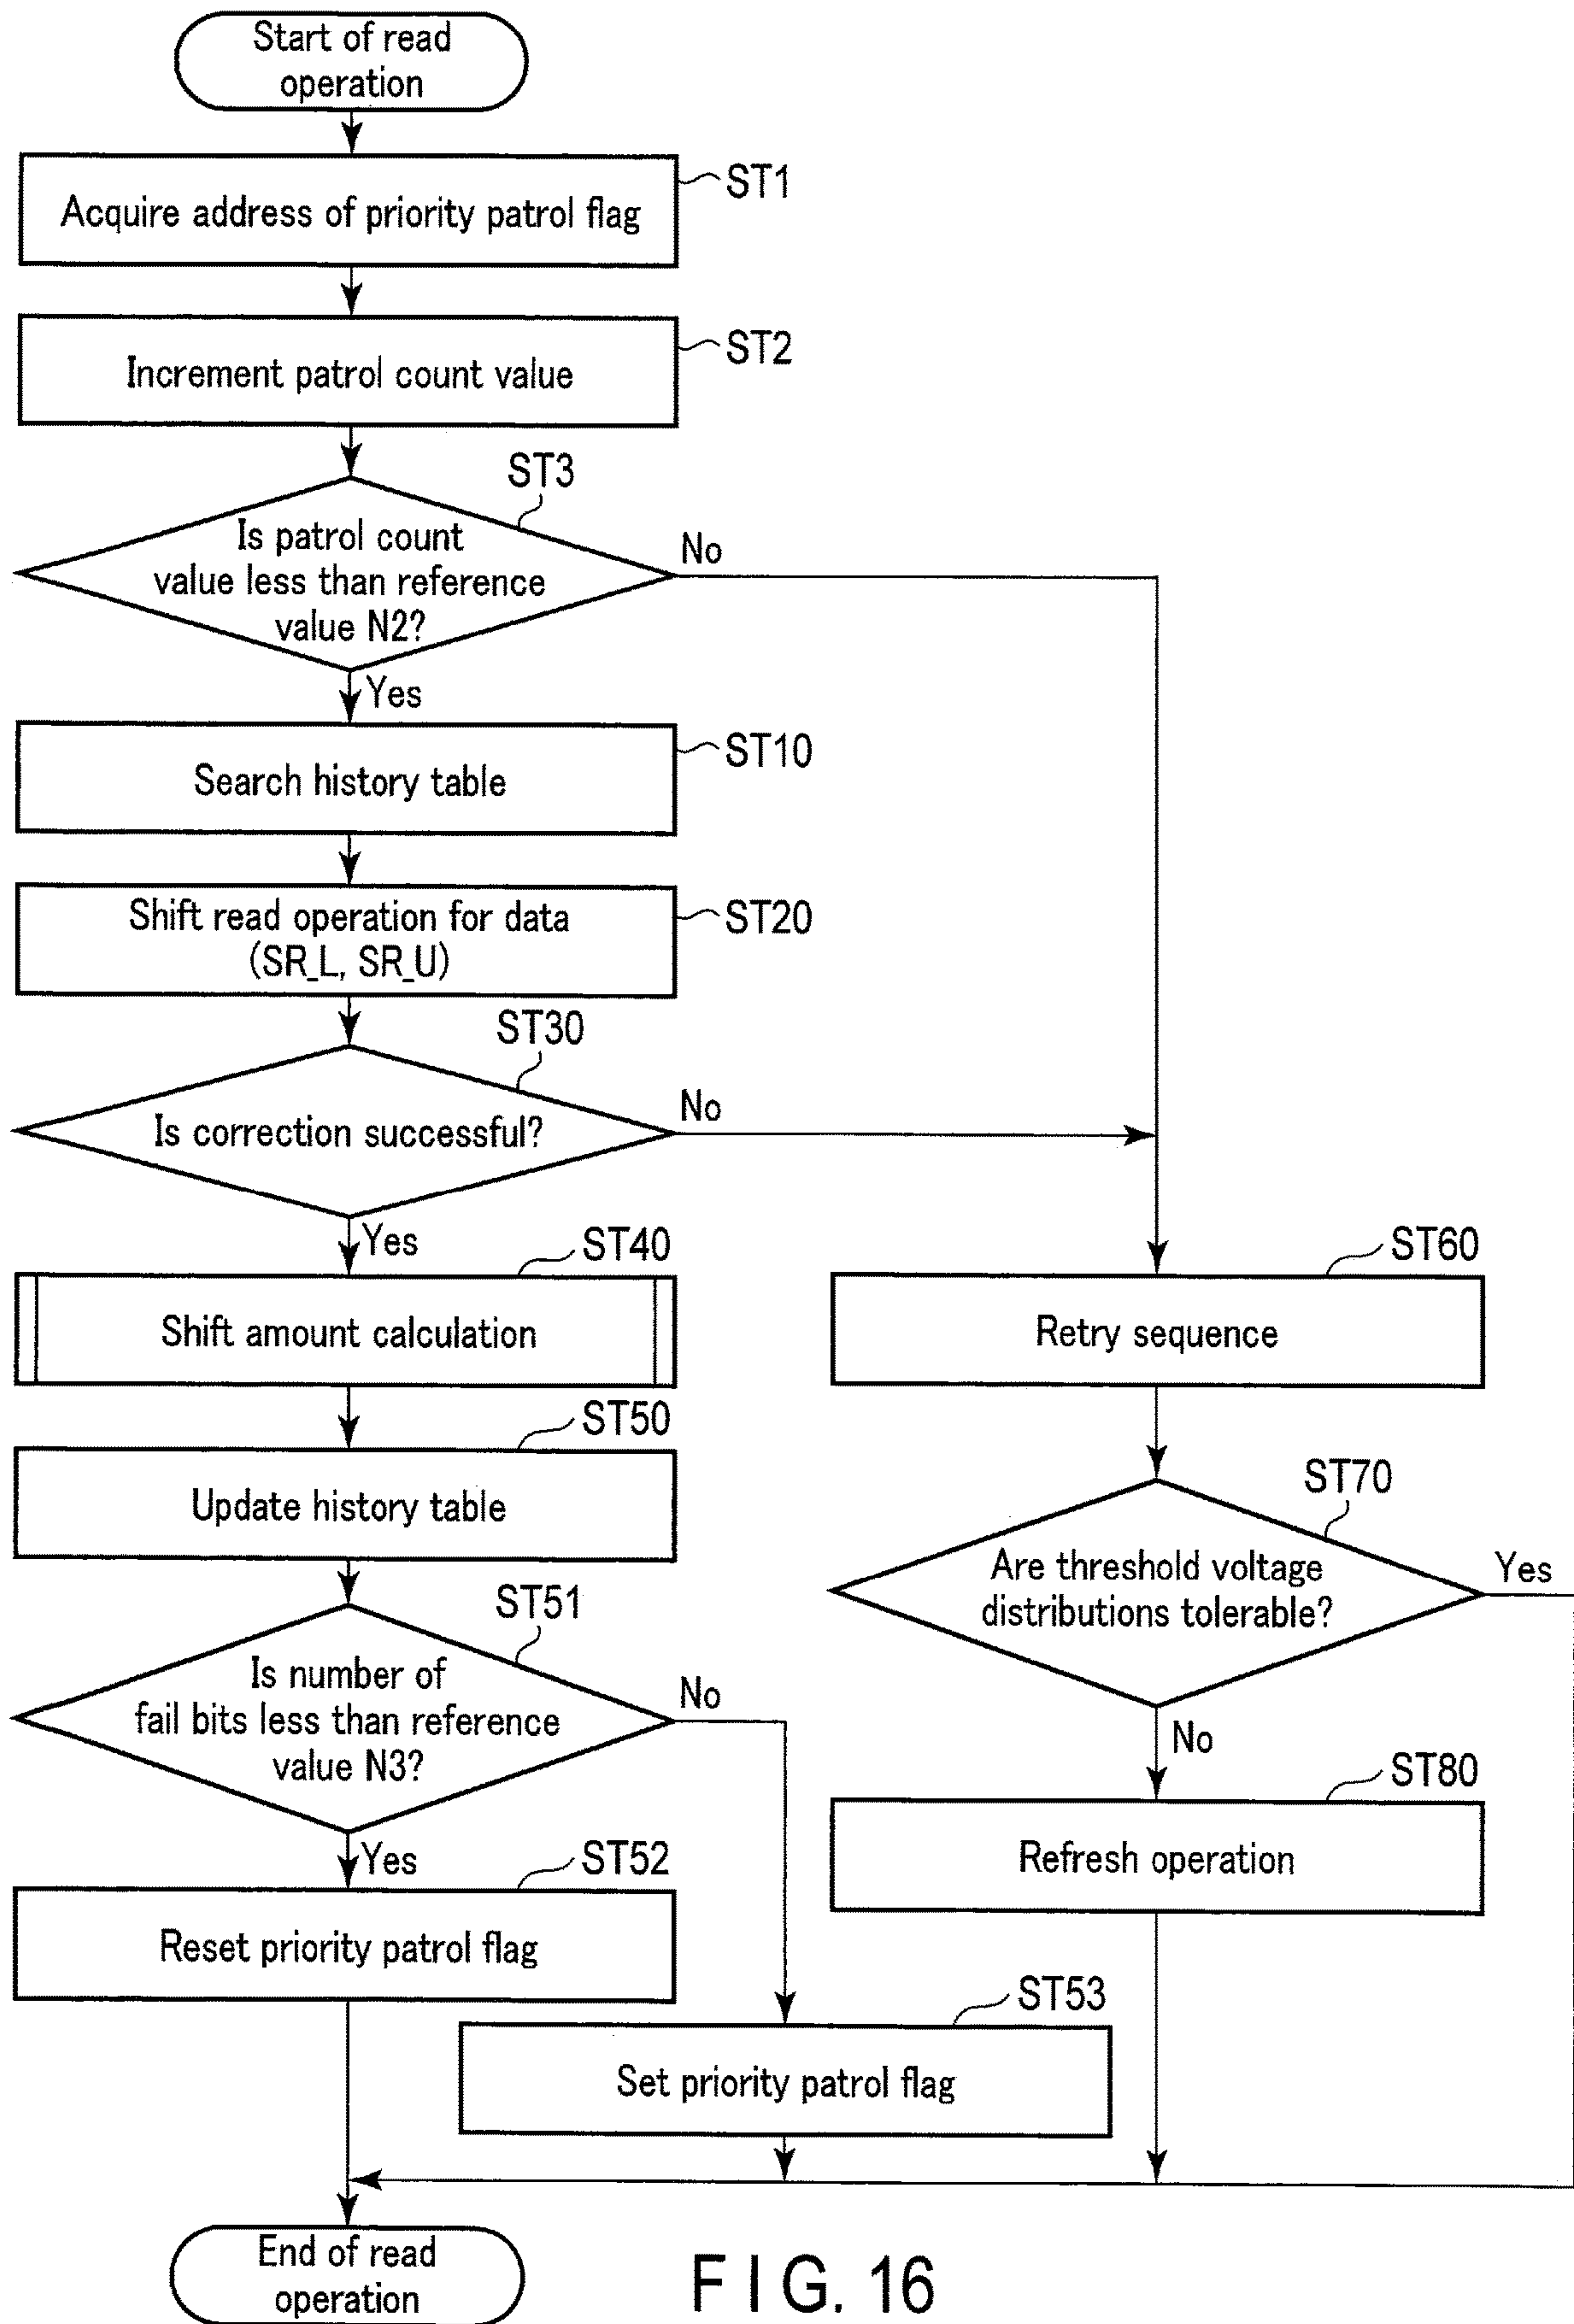 Start of read
operation
ST1
Acquire address of priority patrol flag
ST2
Increment patrol count value
ST3
Is patrol count
value less than reference
value N2?
No
Yes
ST10
Search history table
ST20
Shift read operation for data
(SR_L, SR_U)
ST30
Is correction successful?
No
Yes
ST40
Shift amount calculation
ST60
Retry sequence
ST50
Update history table
ST70
Are threshold voltage
distributions tolerable?
Yes
No
ST51
Is number of
fail bits less than reference
value N3?
No
Yes
ST80
Refresh operation
ST52
Reset priority patrol flag
ST53
Set priority patrol flag
End of read
operation
FIG. 16